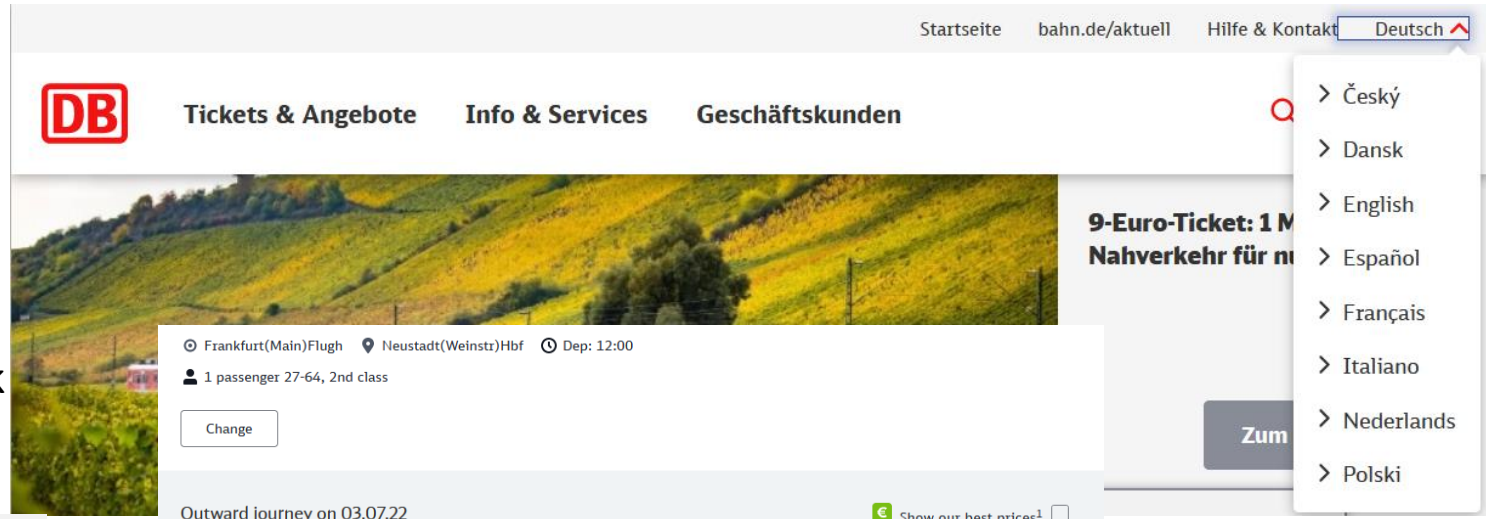 Startseite bahn.de/aktuell Hilfe & Kontakt Deutsch
DB Tickets & Angebote Info & Services Geschäftskunden
Český
Dansk
English
Español
Français
Italiano
Nederlands
Polski
9-Euro-Ticket: 1 M
Nahverkehr für nu
Zum
Frankfurt(Main)Flugh Neustadt(Weinstr)Hbf Dep: 12:00
1 passenger 27-64, 2nd class
Change
Outward journey on 03.07.22 € Show our best prices¹